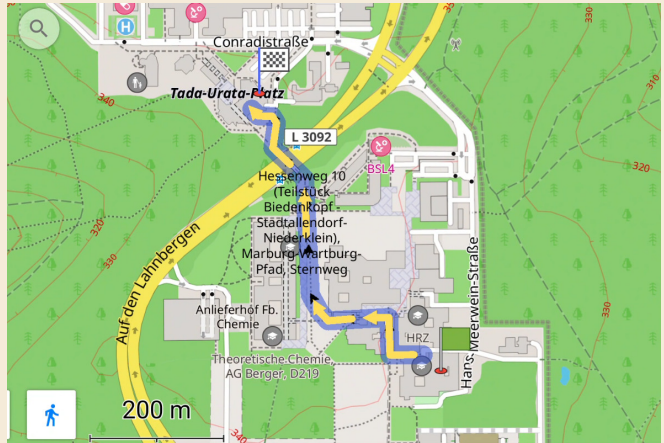 350
330
H
Conradistraße
340
Tada-Urata-Platz
L 3092
BSL4
320
Hessenweg 10
(Teilstück
Biedenkopf -
Stadtallendorf-
Niederklein),
Marburg-Wartburg-
Pfad, Sternweg
320
330
Auf den Lahnbergen
Hans-Meerwein-Straße
330
Anlieferhof Fb.
Chemie
HRZ
Theoretische Chemie,
AG Berger, D219
200 m
340